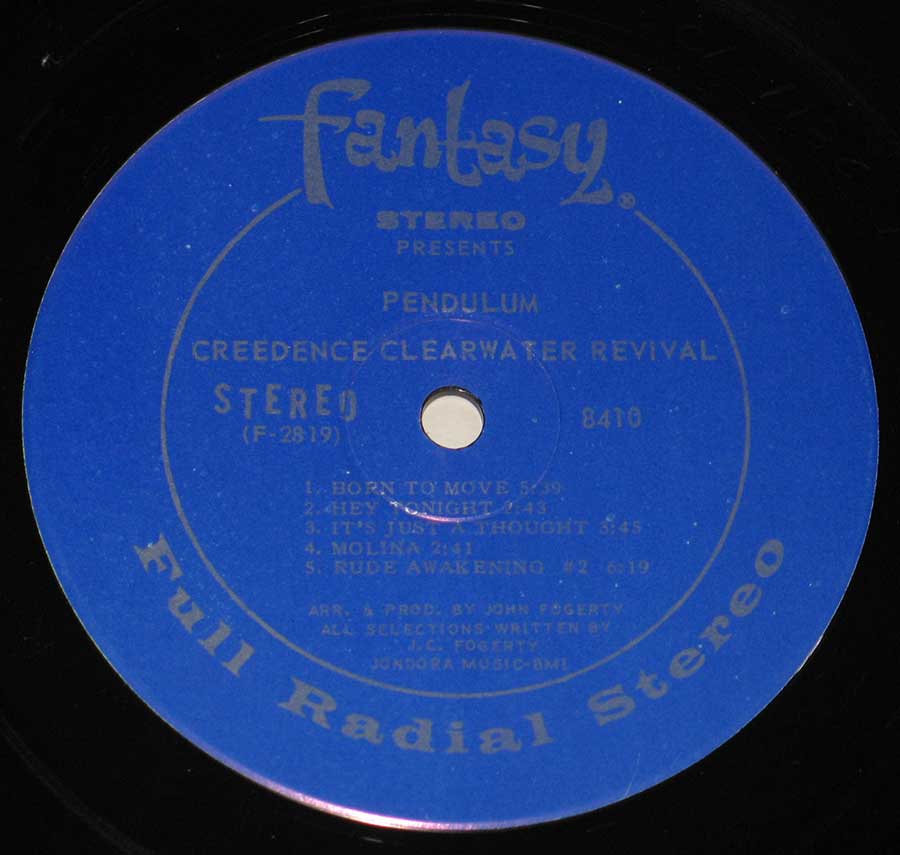 fantasy®
STEREO
PRESENTS
PENDULUM
CREEDENCE CLEARWATER REVIVAL
STEREO 8410
(F-2819)
1. BORN TO MOVE 5:39
2. HEY TONIGHT 2:43
3. IT'S JUST A THOUGHT 3:45
4. MOLINA 2:41
5. RUDE AWAKENING #2 6:19
ARR. & PROD. BY JOHN FOGERTY
ALL SELECTIONS WRITTEN BY
J.C. FOGERTY
JONDORA MUSIC-BMI
Full Radial Stereo